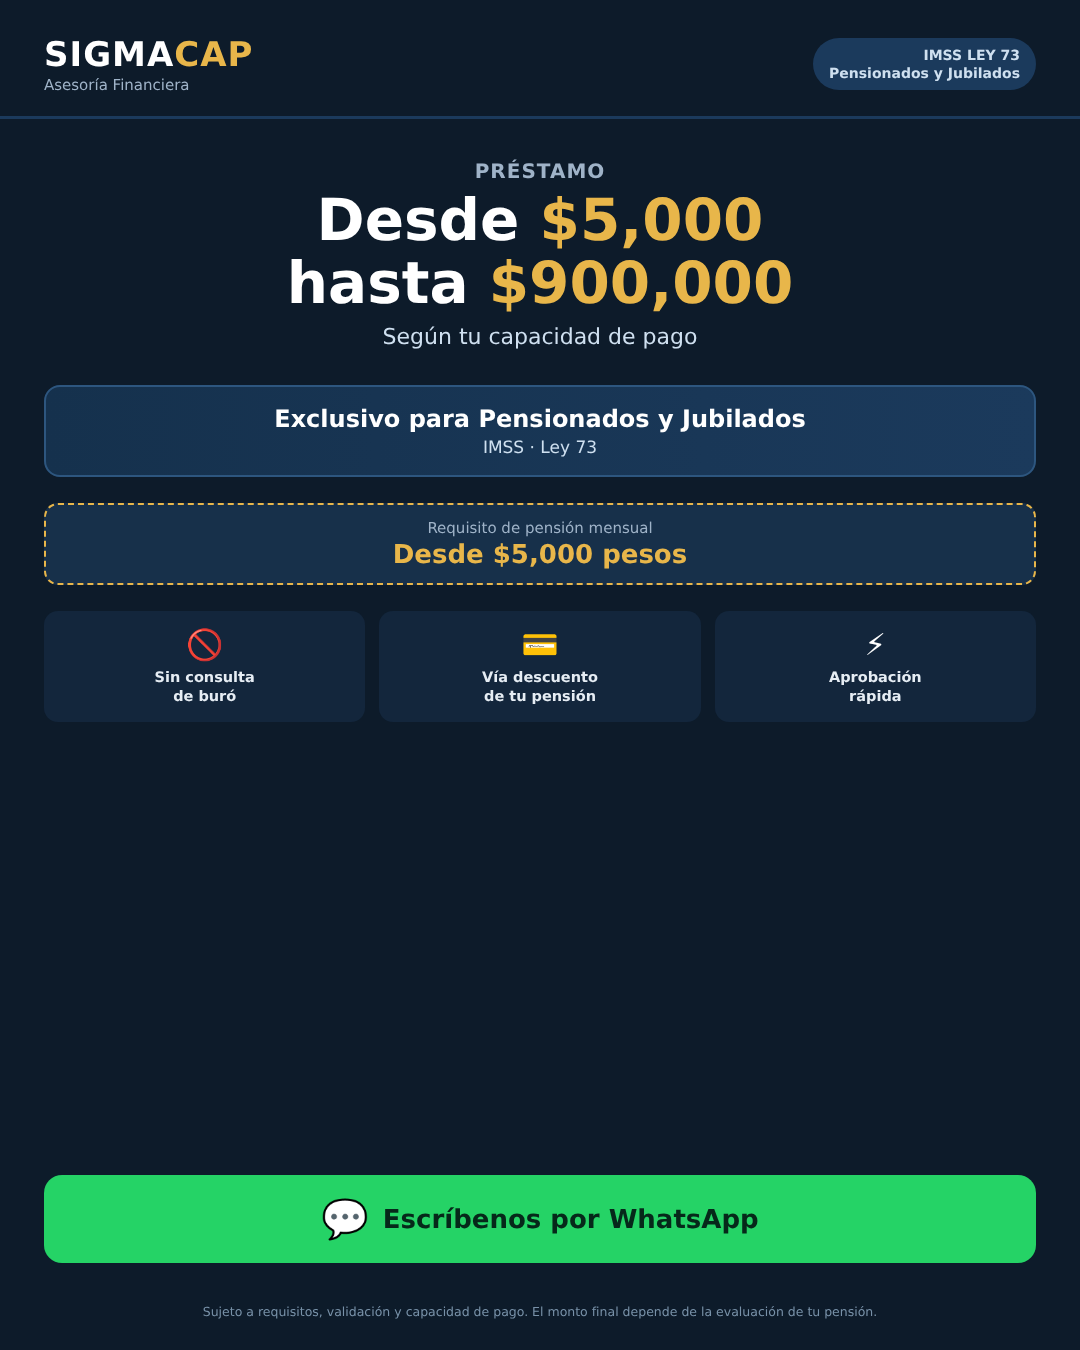 SIGMACAP
Asesoría Financiera
IMSS LEY 73
Pensionados y Jubilados
PRÉSTAMO
Desde $5,000
hasta $900,000
Según tu capacidad de pago
Exclusivo para Pensionados y Jubilados
IMSS · Ley 73
Requisito de pensión mensual
Desde $5,000 pesos
Sin consulta
de buró
Vía descuento
de tu pensión
Aprobación
rápida
Escríbenos por WhatsApp
Sujeto a requisitos, validación y capacidad de pago. El monto final depende de la evaluación de tu pensión.